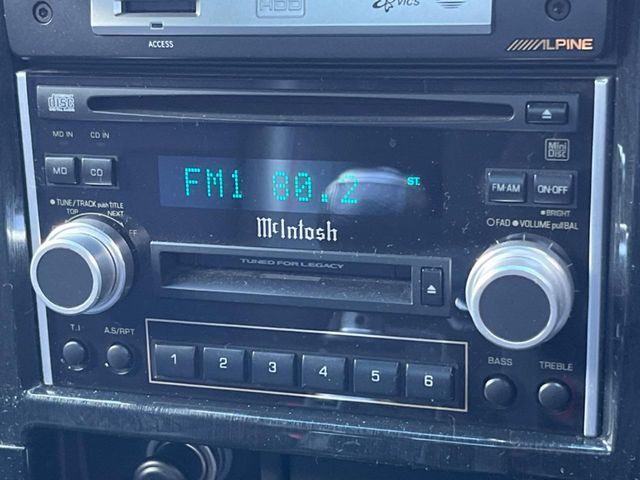 HDD
VICS
ACCESS
ALPINE
disc
MD IN CD IN
Mini Disc
MD CD
FM1 80.2 ST.
FM-AM ON-OFF
TUNE/TRACK push TITLE
TOP NEXT
BRIGHT
FAD VOLUME pull BAL
McIntosh
TUNED FOR LEGACY
T.I A.S/RPT
1 2 3 4 5 6
BASS TREBLE